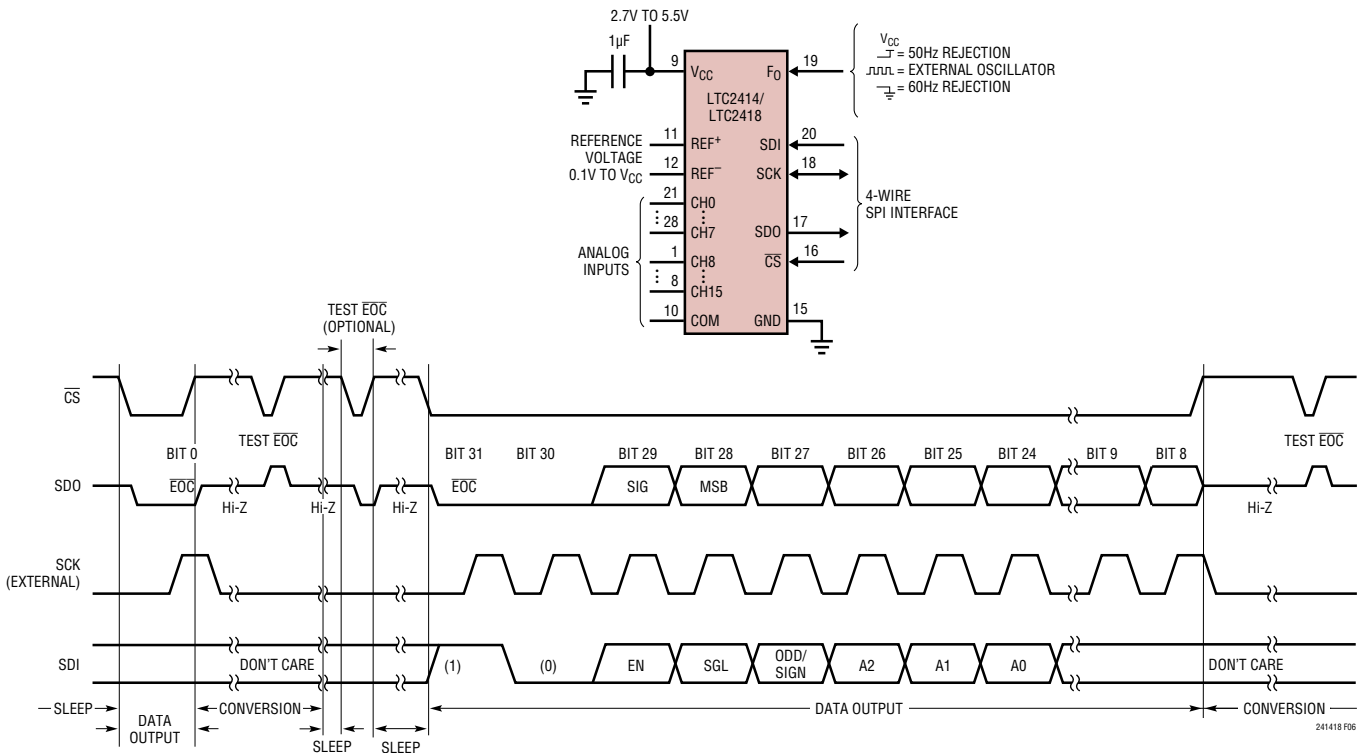 2.7V TO 5.5V
1µF
9
VCC
FO
19
VCC
= 50Hz REJECTION
= EXTERNAL OSCILLATOR
= 60Hz REJECTION
LTC2414/
LTC2418
REFERENCE
VOLTAGE
0.1V TO VCC
11
REF+
12
REF−
SDI
20
SCK
18
SDO
17
CS
16
4-WIRE
SPI INTERFACE
ANALOG
INPUTS
21
CH0
28
CH7
1
CH8
8
CH15
10
COM
GND
15
TEST EOC
(OPTIONAL)
CS
BIT 0
TEST EOC
BIT 31
BIT 30
BIT 29
BIT 28
BIT 27
BIT 26
BIT 25
BIT 24
BIT 9
BIT 8
TEST EOC
SDO
EOC
Hi-Z
Hi-Z
Hi-Z
EOC
SIG
MSB
Hi-Z
SCK
(EXTERNAL)
SDI
DON'T CARE
(1)
(0)
EN
SGL
ODD/
SIGN
A2
A1
A0
DON'T CARE
SLEEP
DATA
OUTPUT
CONVERSION
SLEEP
SLEEP
DATA OUTPUT
CONVERSION
241418 F06